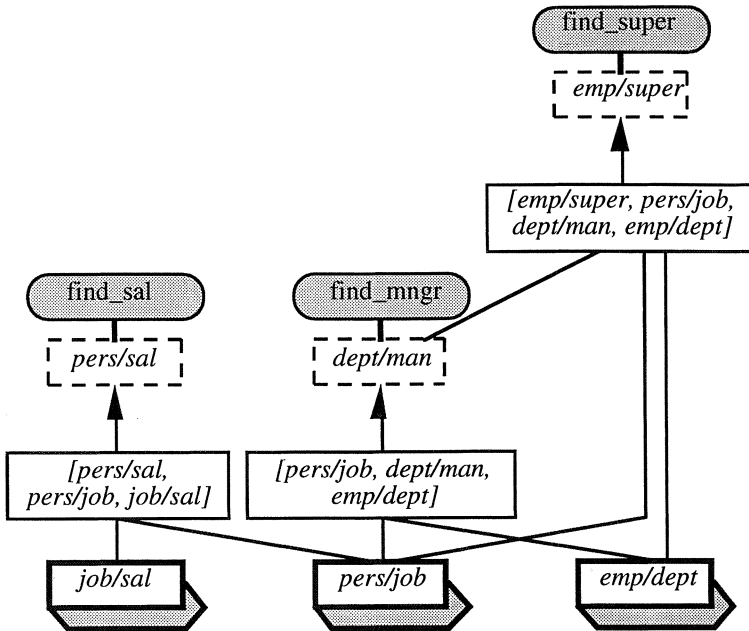 find_super
emp/super
[emp/super, pers/job,
dept/man, emp/dept]
find_sal
find_mngr
pers/sal
dept/man
[pers/sal,
pers/job, job/sal]
[pers/job, dept/man,
emp/dept]
job/sal
pers/job
emp/dept